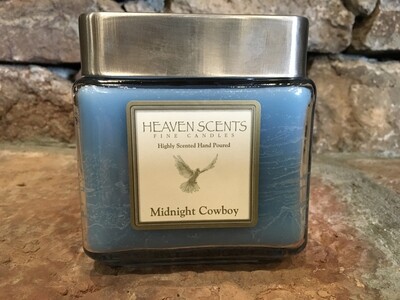 HEAVEN SCENTS
FINE CANDLES
Highly Scented Hand Poured
Midnight Cowboy